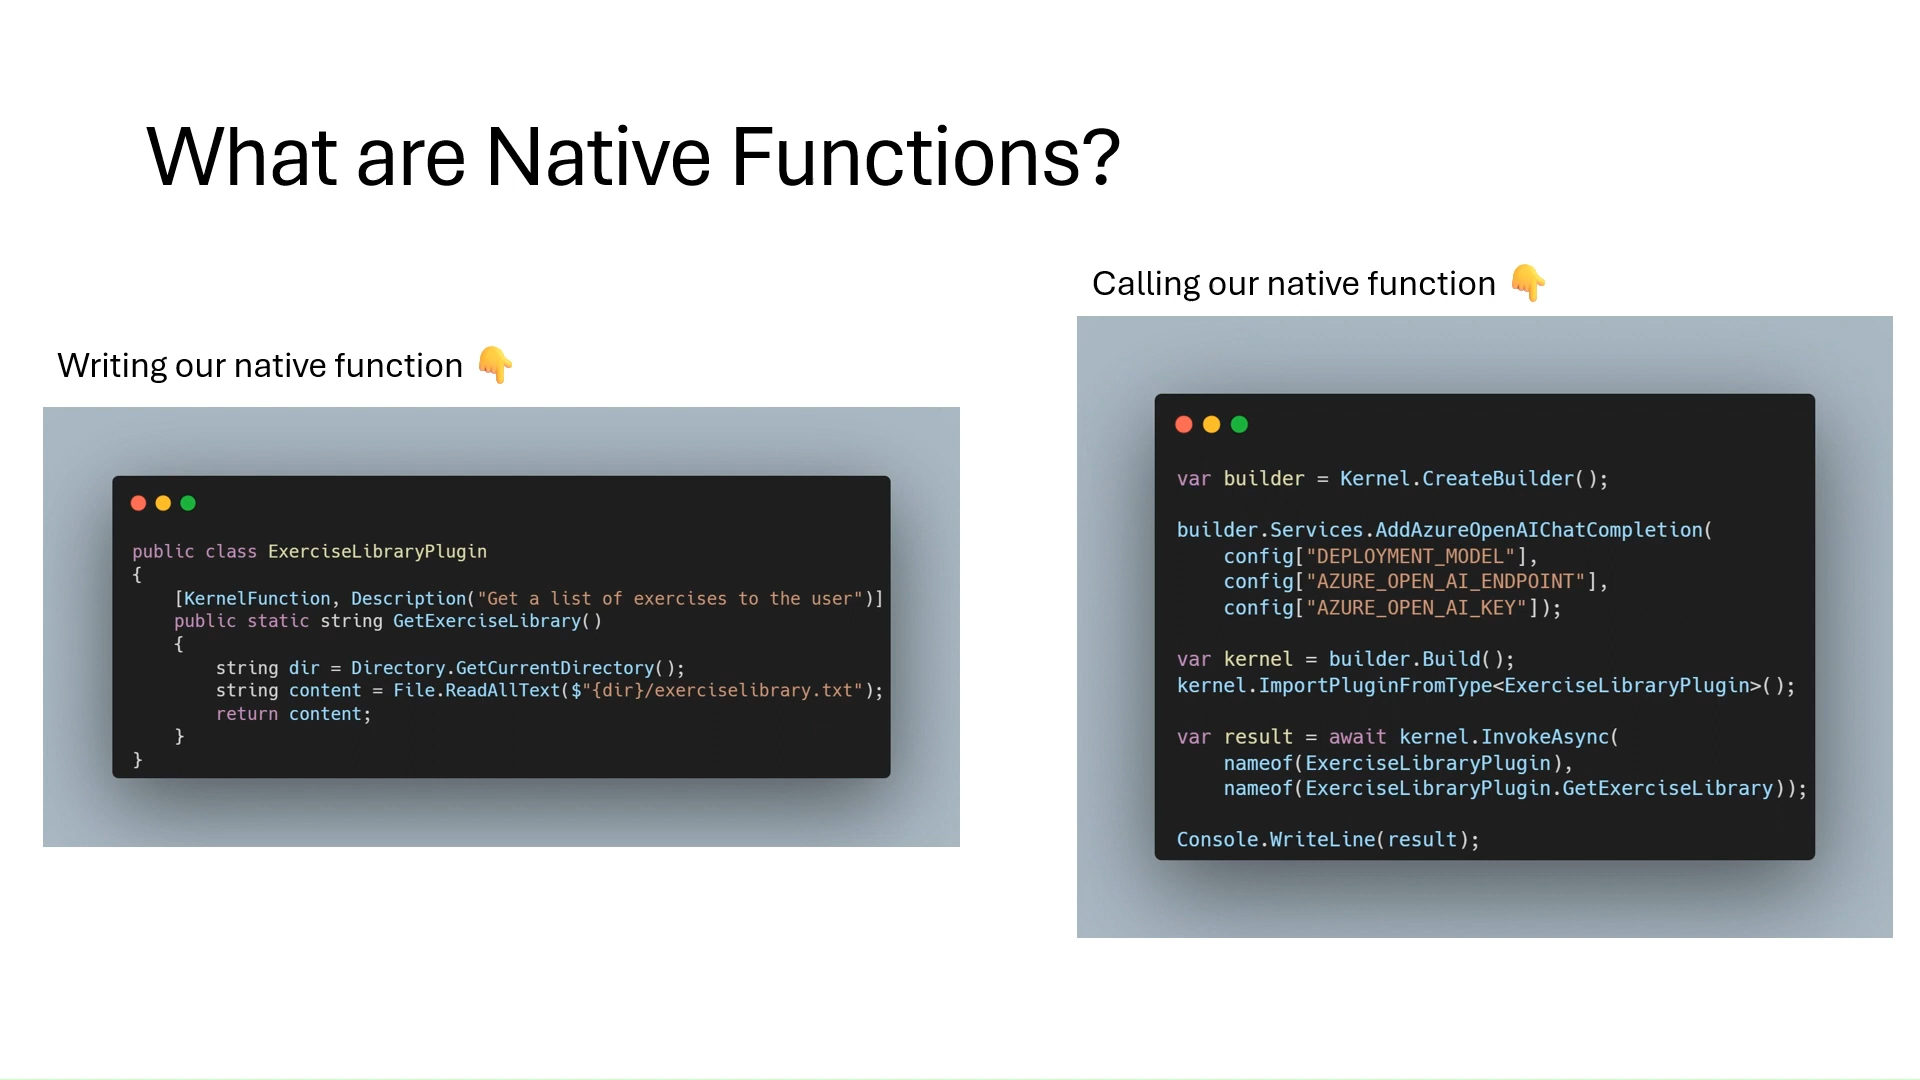 What are Native Functions?
Writing our native function 👇
public class ExerciseLibraryPlugin
{
    [KernelFunction, Description("Get a list of exercises to the user")]
    public static string GetExerciseLibrary()
    {
        string dir = Directory.GetCurrentDirectory();
        string content = File.ReadAllText($"{dir}/exerciselibrary.txt");
        return content;
    }
}
Calling our native function 👇
var builder = Kernel.CreateBuilder();
builder.Services.AddAzureOpenAIChatCompletion(
    config["DEPLOYMENT_MODEL"],
    config["AZURE_OPEN_AI_ENDPOINT"],
    config["AZURE_OPEN_AI_KEY"]);
var kernel = builder.Build();
kernel.ImportPluginFromType<ExerciseLibraryPlugin>();
var result = await kernel.InvokeAsync(
    nameof(ExerciseLibraryPlugin),
    nameof(ExerciseLibraryPlugin.GetExerciseLibrary));
Console.WriteLine(result);